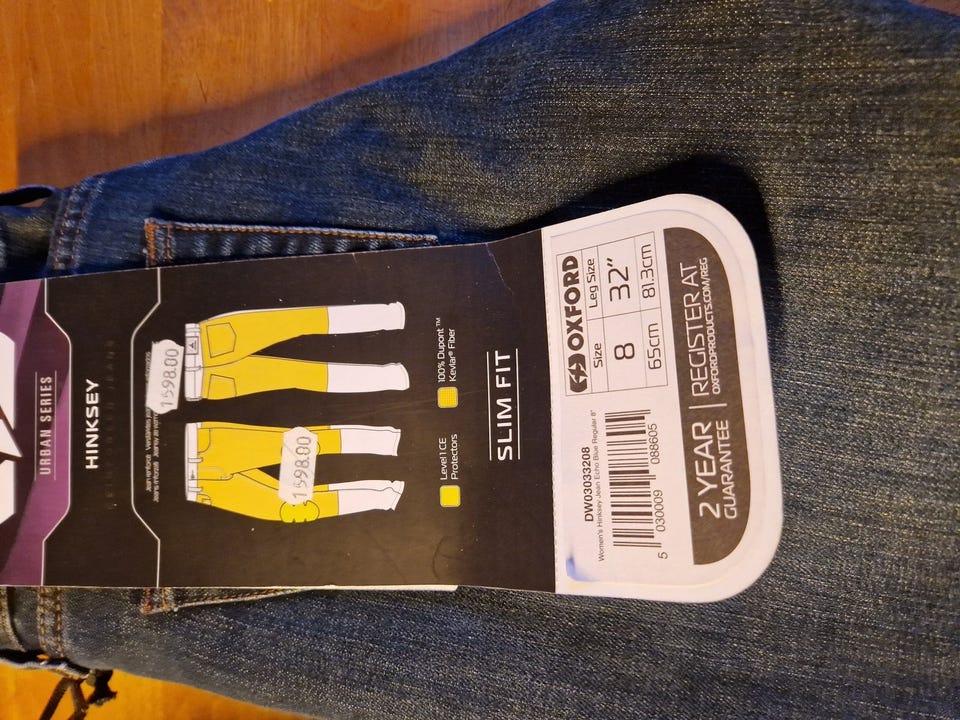 URBAN SERIES
HINKSEY
1598.00
1598.00
Level 1 CE
Protectors
100% Dupont™
Kevlar® Fiber
SLIM FIT
OXFORD
Size Leg Size
8 32"
65cm 81.3cm
DW03033208
Women's Hinksey Jean Echo Blue Regular 8"
5 030009 088605
2 YEAR
GUARANTEE
REGISTER AT
OXFORDPRODUCTS.COM/REG